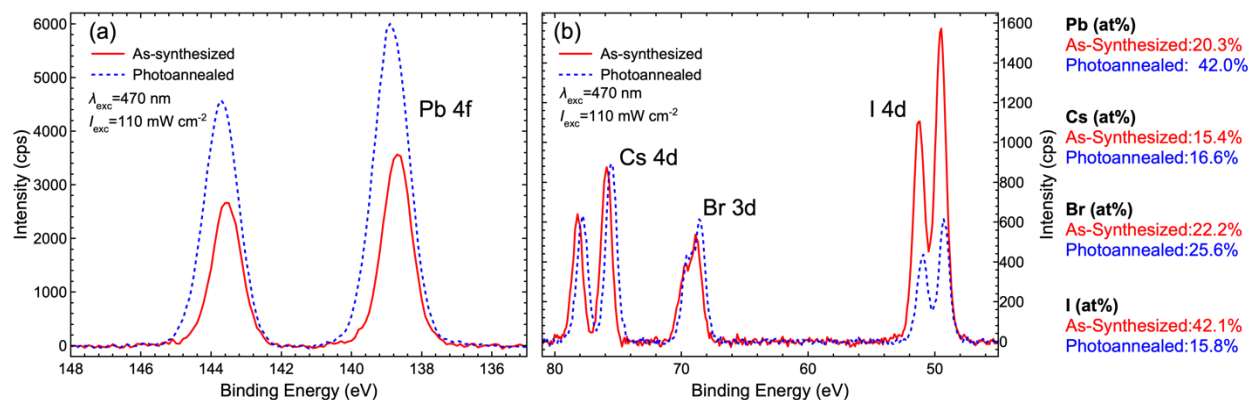 (a)
As-synthesized
Photoannealed
λexc=470 nm
Iexc=110 mW cm-2
Pb 4f
Intensity (cps)
6000
5000
4000
3000
2000
1000
0
148
146
144
142
140
138
136
Binding Energy (eV)
(b)
As-synthesized
Photoannealed
λexc=470 nm
Iexc=110 mW cm-2
Cs 4d
Br 3d
I 4d
80
70
60
50
Binding Energy (eV)
1600
1400
1200
1000
800
600
400
200
0
Intensity (cps)
Pb (at%)
As-Synthesized:20.3%
Photoannealed: 42.0%
Cs (at%)
As-Synthesized:15.4%
Photoannealed:16.6%
Br (at%)
As-Synthesized:22.2%
Photoannealed:25.6%
I (at%)
As-Synthesized:42.1%
Photoannealed:15.8%